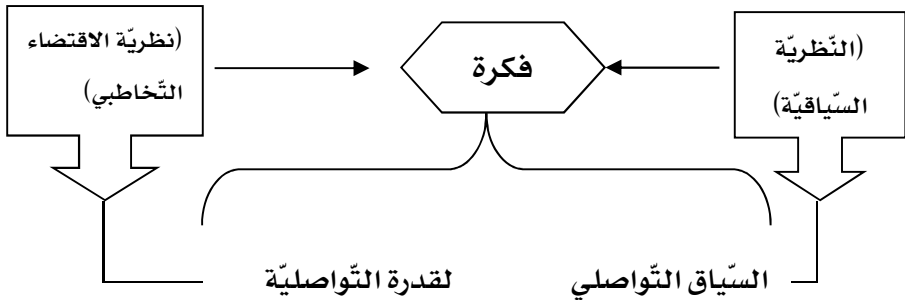 (النّظريّة
السّياقيّة)
فكرة
(نظريّة الاقتضاء
التّخاطبي)
السّياق التّواصلي
لقدرة التّواصليّة